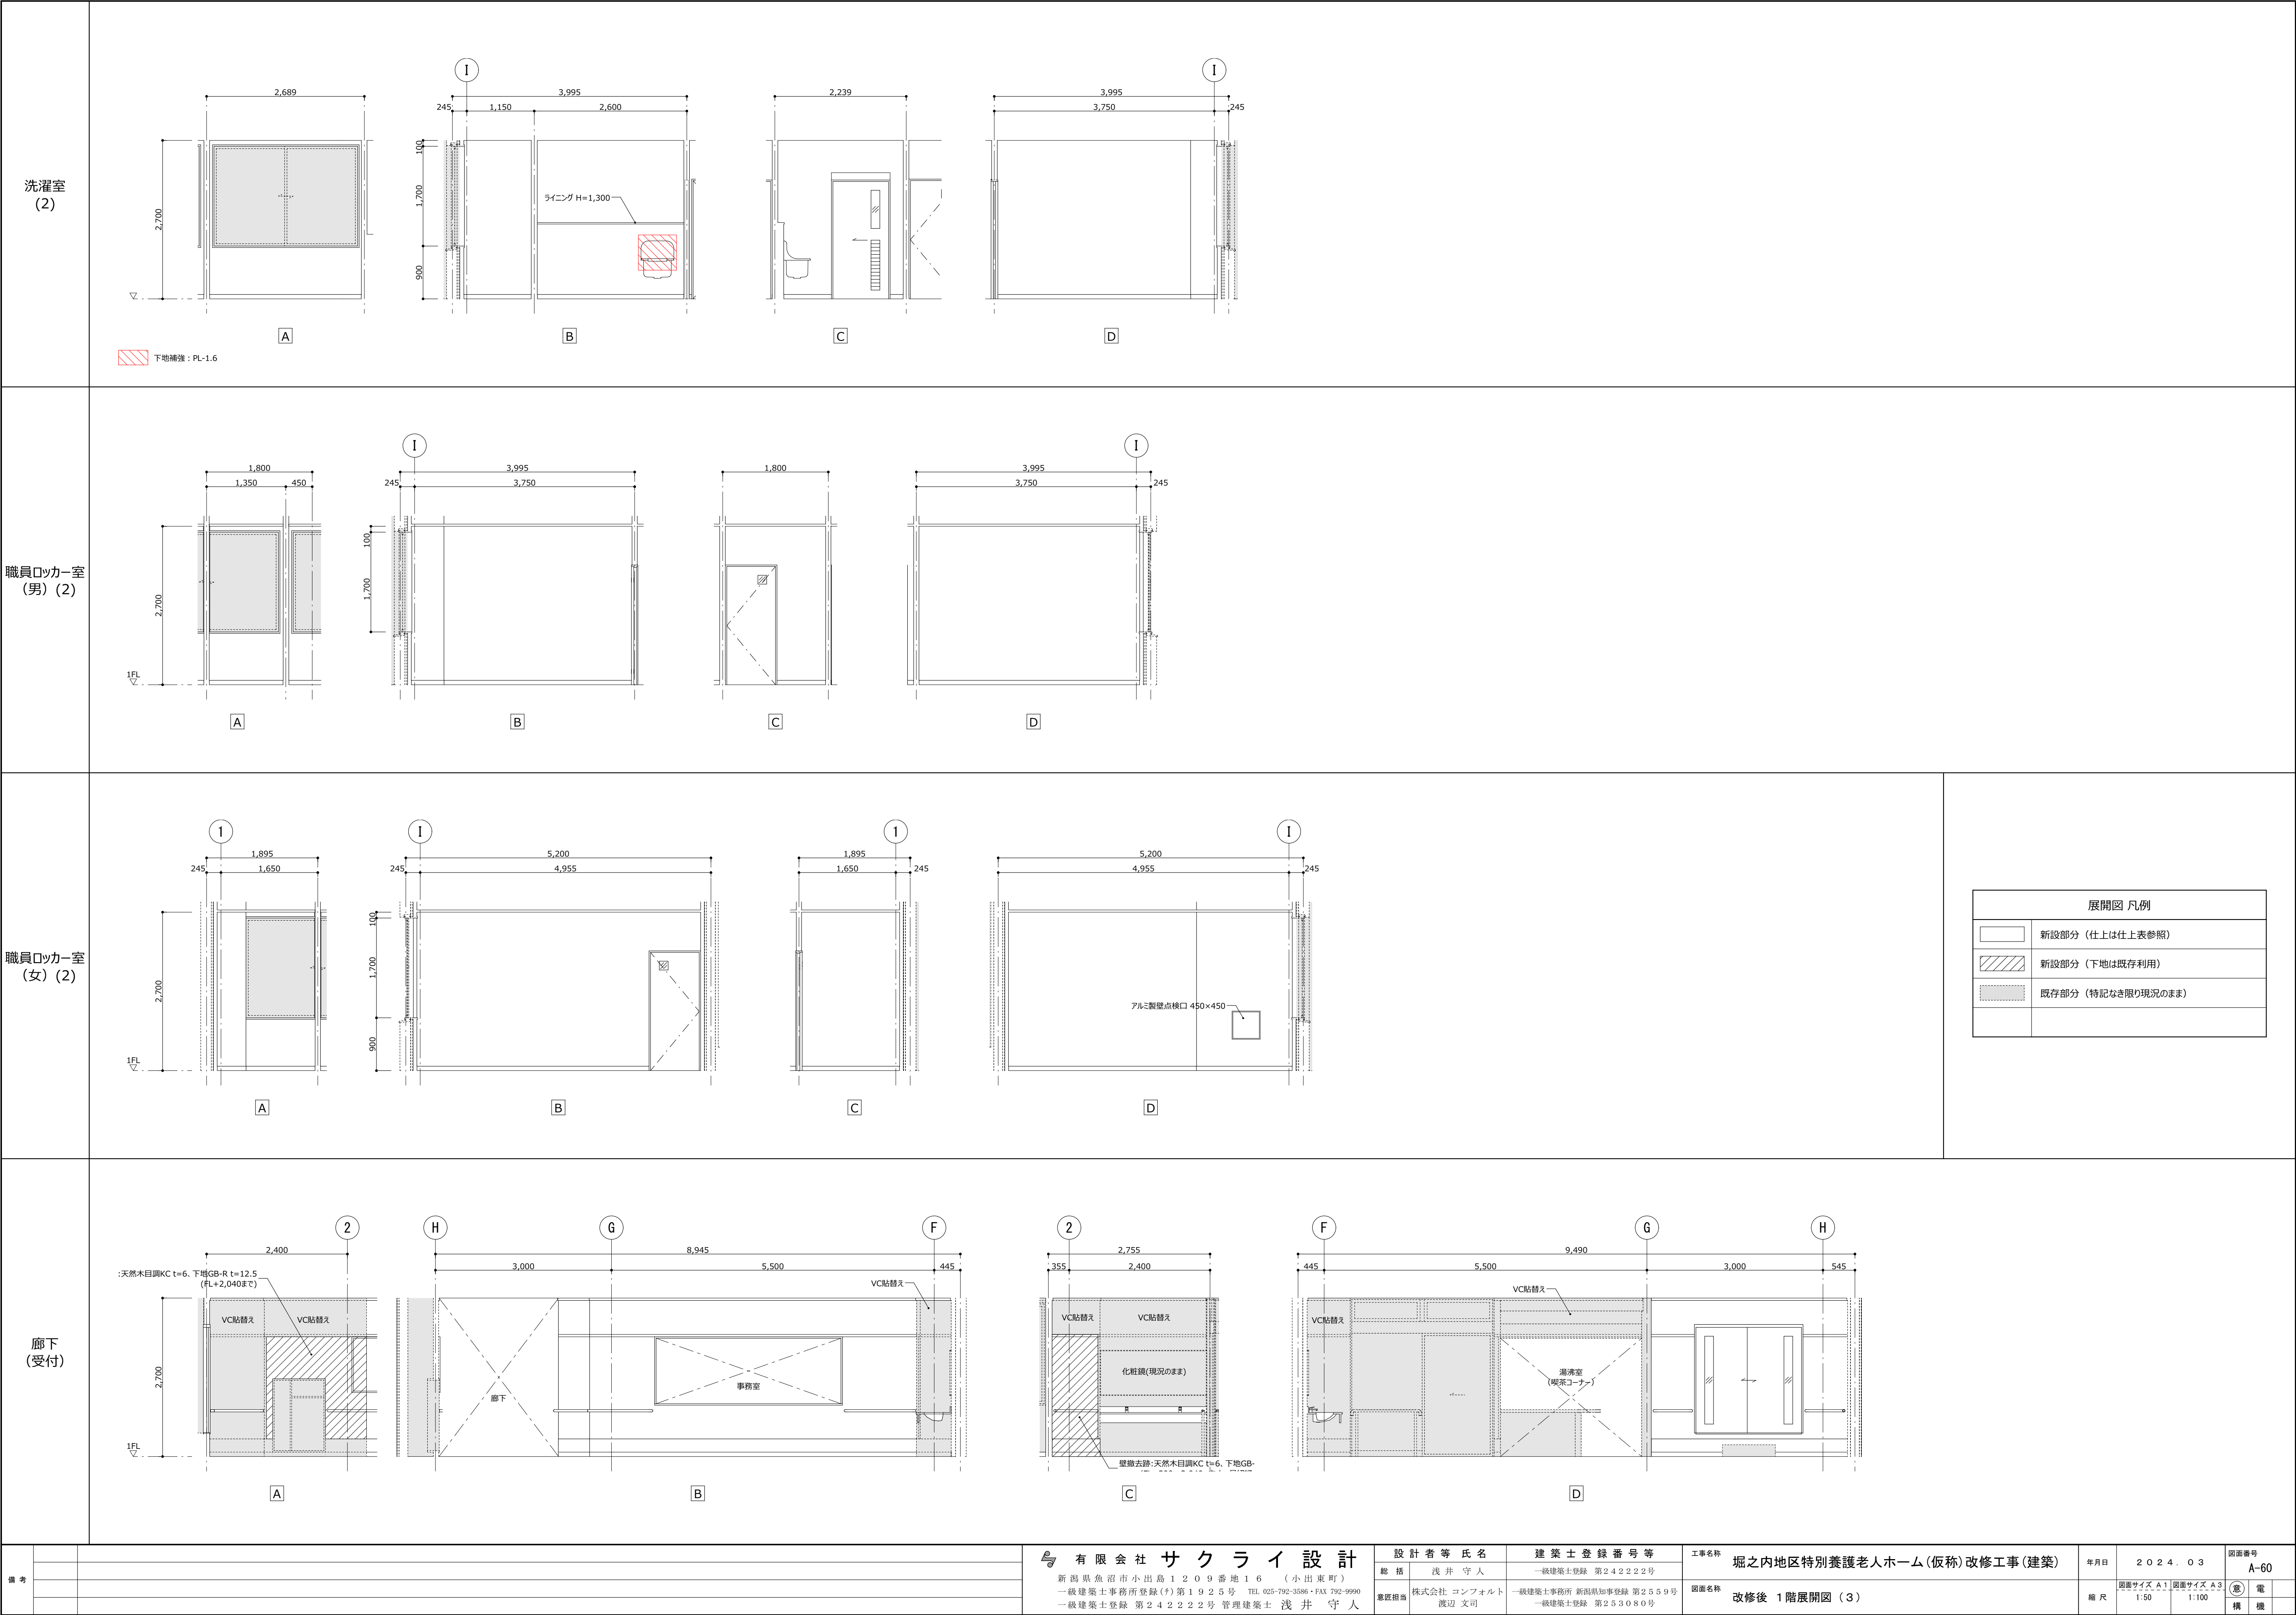 洗濯室
(2)
I
I
2,689
3,995
2,239
3,995
245
1,150
2,600
3,750
245
2,700
100
1,700
900
ライニング H=1,300
A
B
C
D
下地補強：PL-1.6
職員ロッカー室
（男）(2)
I
I
1,800
3,995
1,800
3,995
1,350
450
245
3,750
3,750
245
2,700
100
1,700
1FL
A
B
C
D
職員ロッカー室
（女）(2)
1
I
1
I
1,895
5,200
1,895
5,200
245
1,650
245
4,955
1,650
245
4,955
245
2,700
100
1,700
900
アルミ製壁点検口 450×450
1FL
A
B
C
D
展開図 凡例
新設部分（仕上は仕上表参照）
新設部分（下地は既存利用）
既存部分（特記なき限り現況のまま）
廊下
（受付）
2
H
G
F
2
F
G
H
2,400
8,945
2,755
9,490
3,000
5,500
445
355
2,400
445
5,500
3,000
545
:天然木目調KC t=6、下地GB-R t=12.5
(FL+2,040まで)
VC貼替え
VC貼替え
VC貼替え
VC貼替え
VC貼替え
VC貼替え
VC貼替え
2,700
廊下
事務室
化粧鏡(現況のまま)
湯沸室
(喫茶コーナー)
1FL
壁撤去跡:天然木目調KC t=6、下地GB-
A
B
C
D
備 考
有限会社 サクライ設計
新潟県魚沼市小出島１２０９番地１６ （小出東町）
一級建築士事務所登録(ﾁ)第１９２５号 TEL 025-792-3586・FAX 792-9990
一級建築士登録 第２４２２２２号 管理建築士 浅井 守人
設計者等 氏名
建築士登録番号等
総 括
浅井 守人
一級建築士登録 第２４２２２２号
意匠担当
株式会社 コンフォルト
渡辺 文司
一級建築士事務所 新潟県知事登録 第２５５９号
一級建築士登録 第２５３０８０号
工事名称
堀之内地区特別養護老人ホーム(仮称)改修工事(建築)
図面名称
改修後 １階展開図（３）
年月日
２０２４．０３
縮 尺
図面サイズ Ａ１
図面サイズ Ａ３
1:50
1:100
図面番号
A-60
意
電
構
機